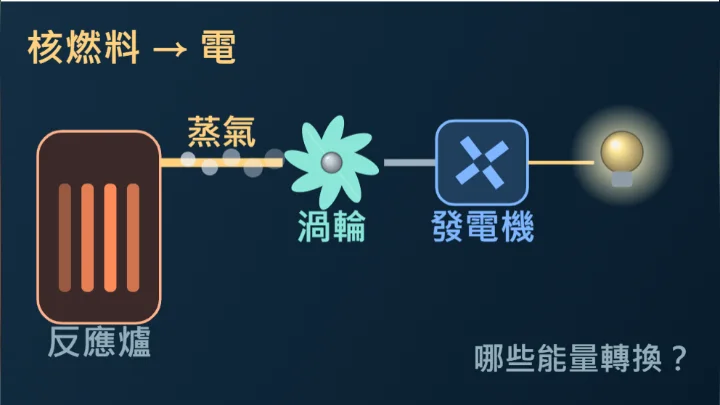 核燃料 → 電
蒸氣
渦輪
發電機
反應爐
哪些能量轉換？